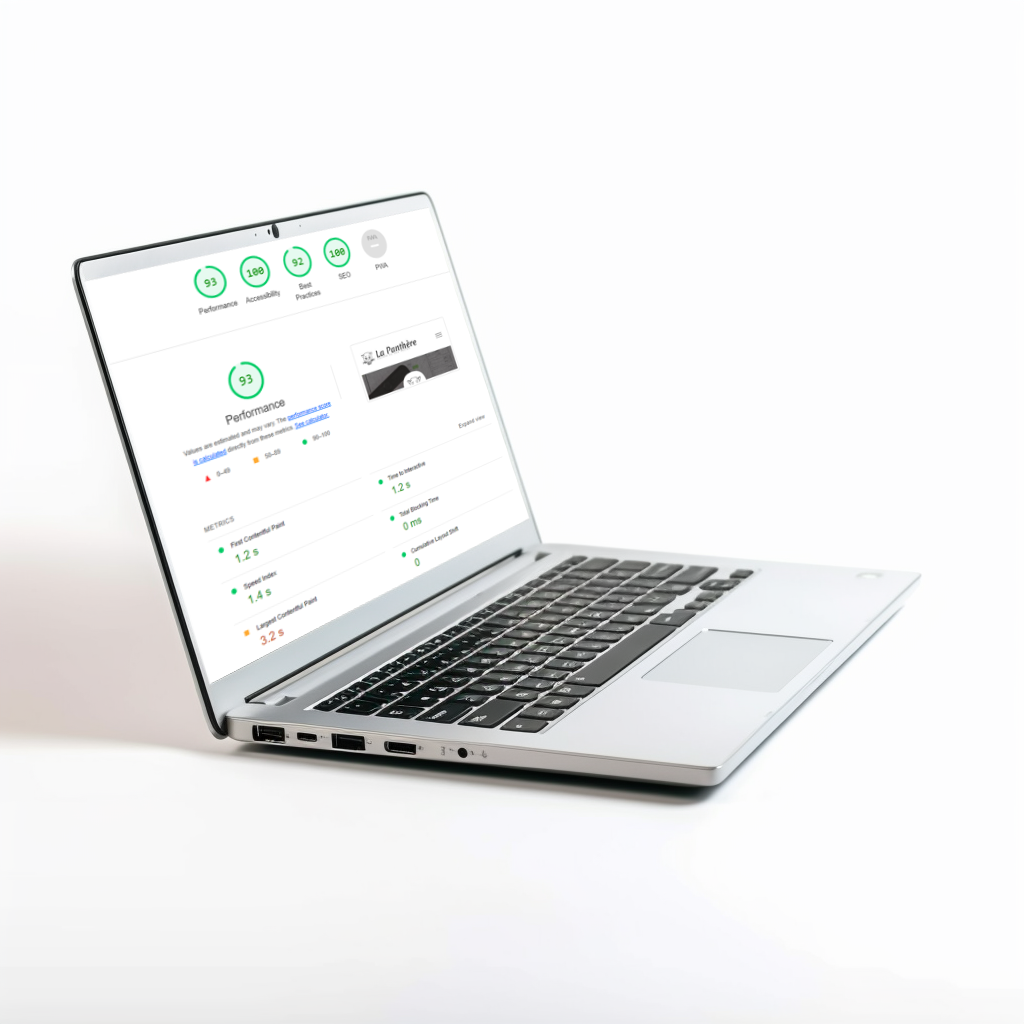 93
100
92
100
PWA
Performance
Accessibility
Best
Practices
SEO
PWA
93
Performance
Values are estimated and may vary. The performance score
is calculated directly from these metrics. See calculator.
0–49
50–89
90–100
La Panthère
Expand view
METRICS
First Contentful Paint
1.2 s
Time to Interactive
1.2 s
Speed Index
1.4 s
Total Blocking Time
0 ms
Largest Contentful Paint
3.2 s
Cumulative Layout Shift
0